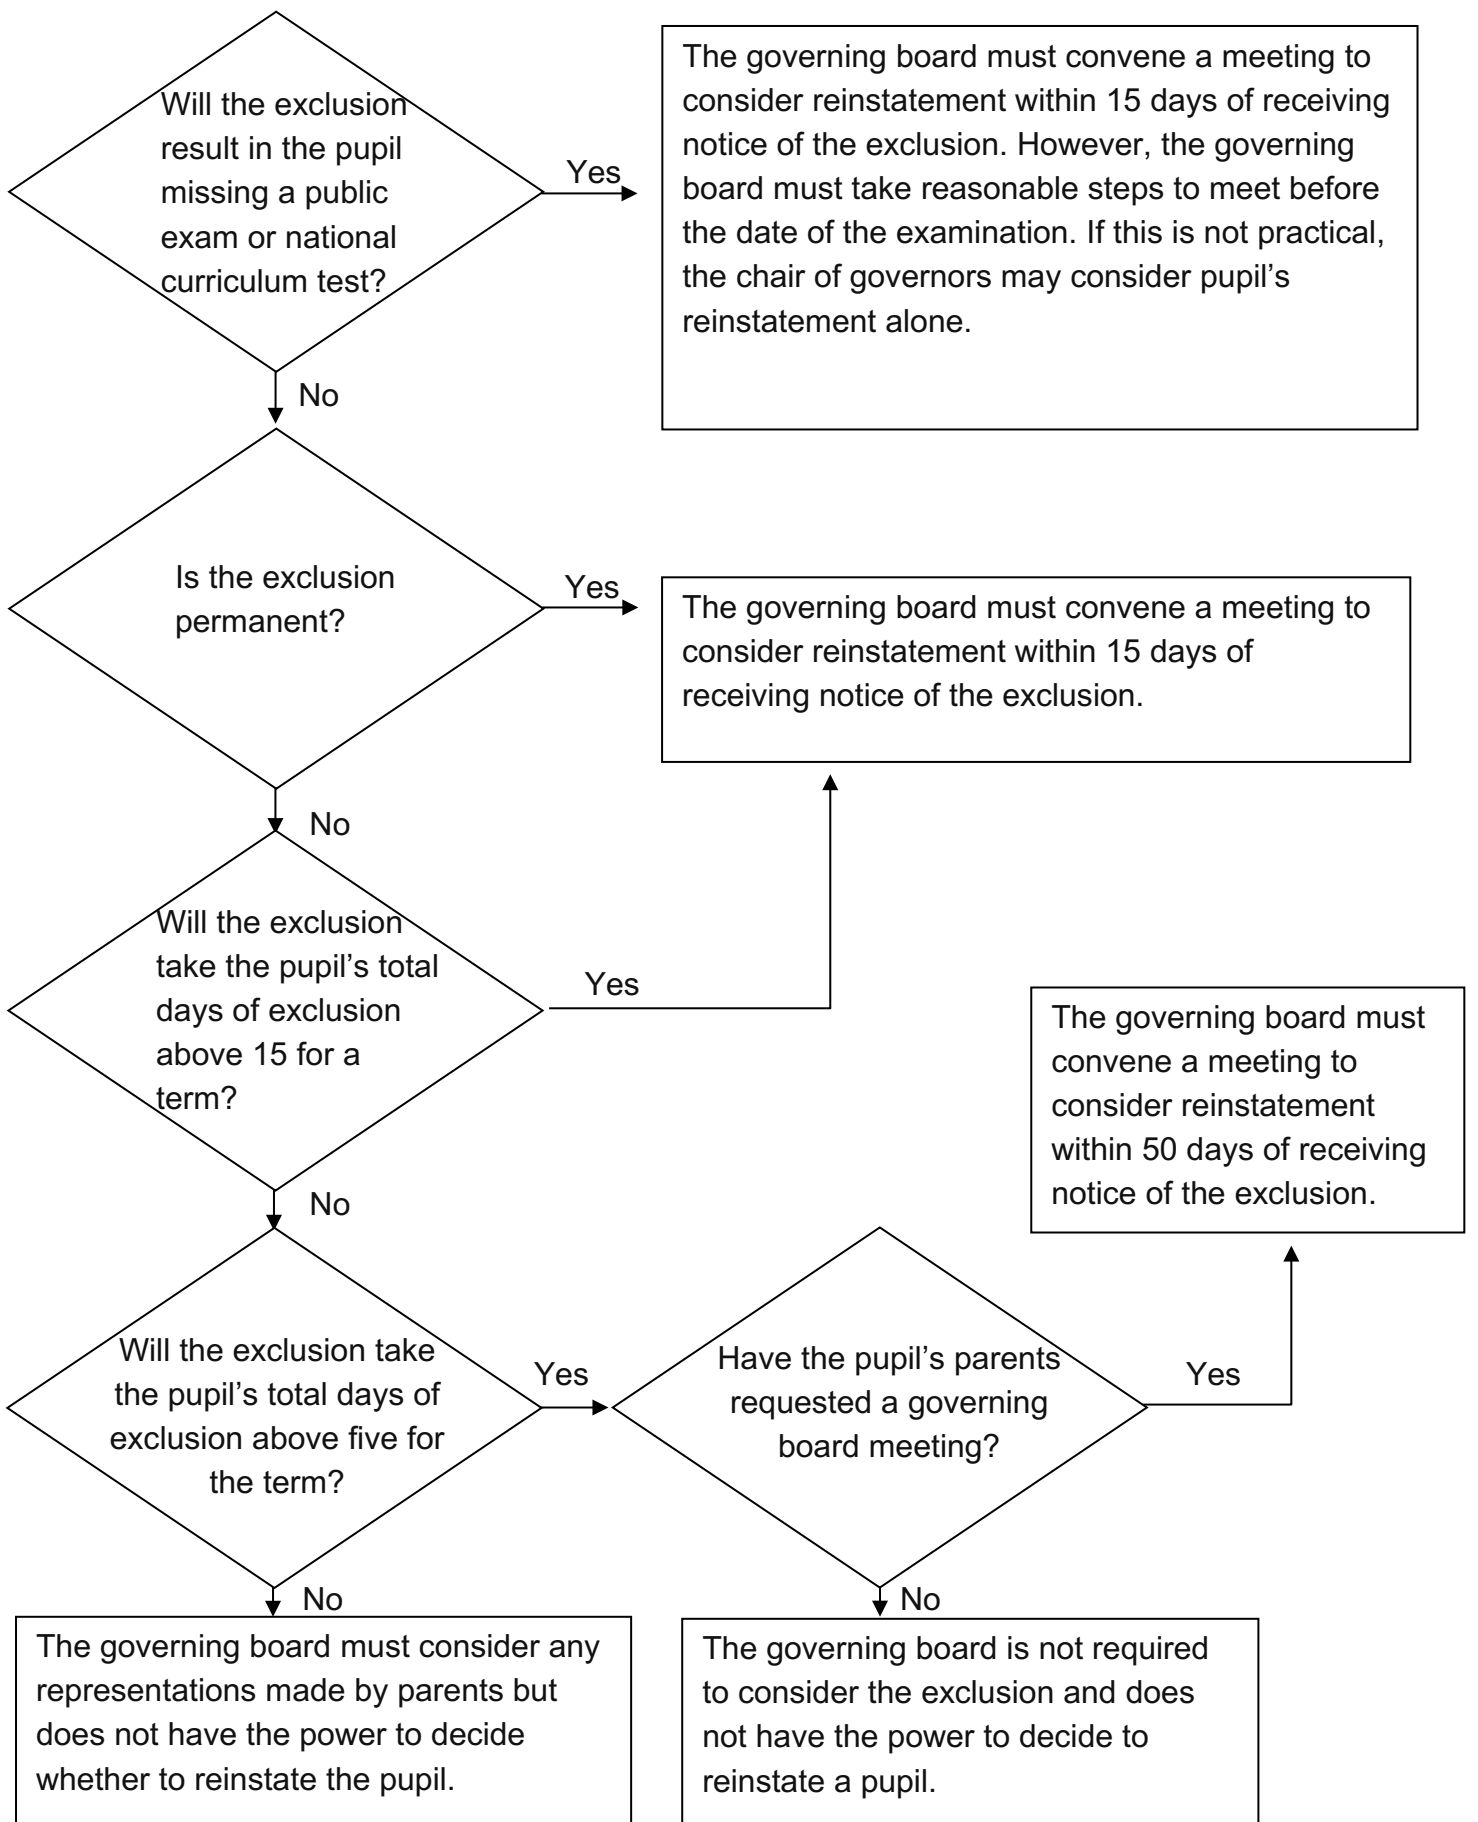 Will the exclusion
result in the pupil
missing a public
exam or national
curriculum test?
Yes
The governing board must convene a meeting to
consider reinstatement within 15 days of receiving
notice of the exclusion. However, the governing
board must take reasonable steps to meet before
the date of the examination. If this is not practical,
the chair of governors may consider pupil’s
reinstatement alone.
No
Is the exclusion
permanent?
Yes
The governing board must convene a meeting to
consider reinstatement within 15 days of
receiving notice of the exclusion.
No
Will the exclusion
take the pupil’s total
days of exclusion
above 15 for a
term?
Yes
The governing board must
convene a meeting to
consider reinstatement
within 50 days of receiving
notice of the exclusion.
No
Will the exclusion take
the pupil’s total days of
exclusion above five for
the term?
Yes
Have the pupil’s parents
requested a governing
board meeting?
Yes
No
The governing board must consider any
representations made by parents but
does not have the power to decide
whether to reinstate the pupil.
No
The governing board is not required
to consider the exclusion and does
not have the power to decide to
reinstate a pupil.